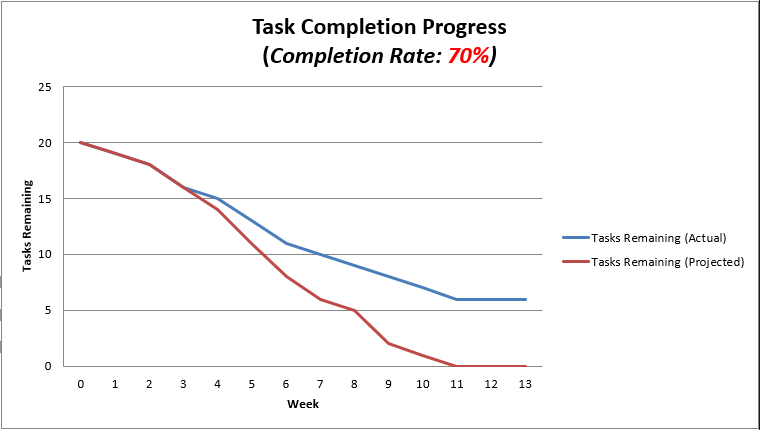 Task Completion Progress
(Completion Rate: 70%)
25
20
15
10
5
0
Tasks Remaining
0 1 2 3 4 5 6 7 8 9 10 11 12 13
Week
Tasks Remaining (Actual)
Tasks Remaining (Projected)